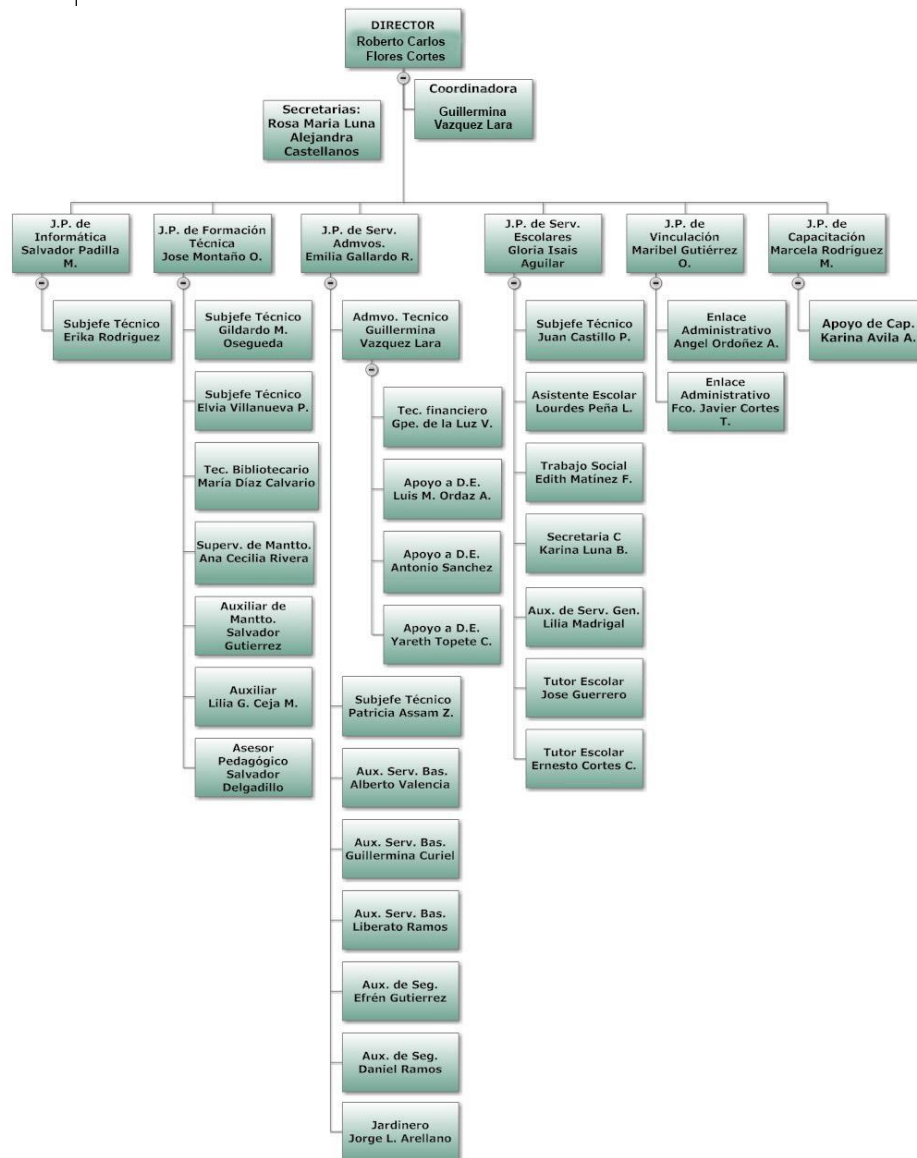 DIRECTOR
Roberto Carlos
Flores Cortes
Coordinadora
Guillermina
Vazquez Lara
Secretarias:
Rosa Maria Luna
Alejandra
Castellanos
J.P. de
Informática
Salvador Padilla
M.
Subjefe Técnico
Erika Rodriguez
J.P. de Formación
Técnica
Jose Montaño O.
Subjefe Técnico
Gildardo M.
Osegueda
Subjefe Técnico
Elvia Villanueva P.
Tec. Bibliotecario
María Díaz Calvario
Superv. de Mantto.
Ana Cecilia Rivera
Auxiliar de
Mantto.
Salvador
Gutierrez
Auxiliar
Lilia G. Ceja M.
Asesor
Pedagógico
Salvador
Delgadillo
J.P. de Serv.
Admvos.
Emilia Gallardo R.
Admvo. Tecnico
Guillermina
Vazquez Lara
Tec. financiero
Gpe. de la Luz V.
Apoyo a D.E.
Luis M. Ordaz A.
Apoyo a D.E.
Antonio Sanchez
Apoyo a D.E.
Yareth Topete C.
Subjefe Técnico
Patricia Assam Z.
Aux. Serv. Bas.
Alberto Valencia
Aux. Serv. Bas.
Guillermina Curiel
Aux. Serv. Bas.
Liberato Ramos
Aux. de Seg.
Efrén Gutierrez
Aux. de Seg.
Daniel Ramos
Jardinero
Jorge L. Arellano
J.P. de Serv.
Escolares
Gloria Isais
Aguilar
Subjefe Técnico
Juan Castillo P.
Asistente Escolar
Lourdes Peña L.
Trabajo Social
Edith Matínez F.
Secretaria C
Karina Luna B.
Aux. de Serv. Gen.
Lilia Madrigal
Tutor Escolar
Jose Guerrero
Tutor Escolar
Ernesto Cortes C.
J.P. de
Vinculación
Maribel Gutiérrez
O.
Enlace
Administrativo
Angel Ordoñez A.
Enlace
Administrativo
Fco. Javier Cortes
T.
J.P. de
Capacitación
Marcela Rodríguez
M.
Apoyo de Cap.
Karina Avila A.